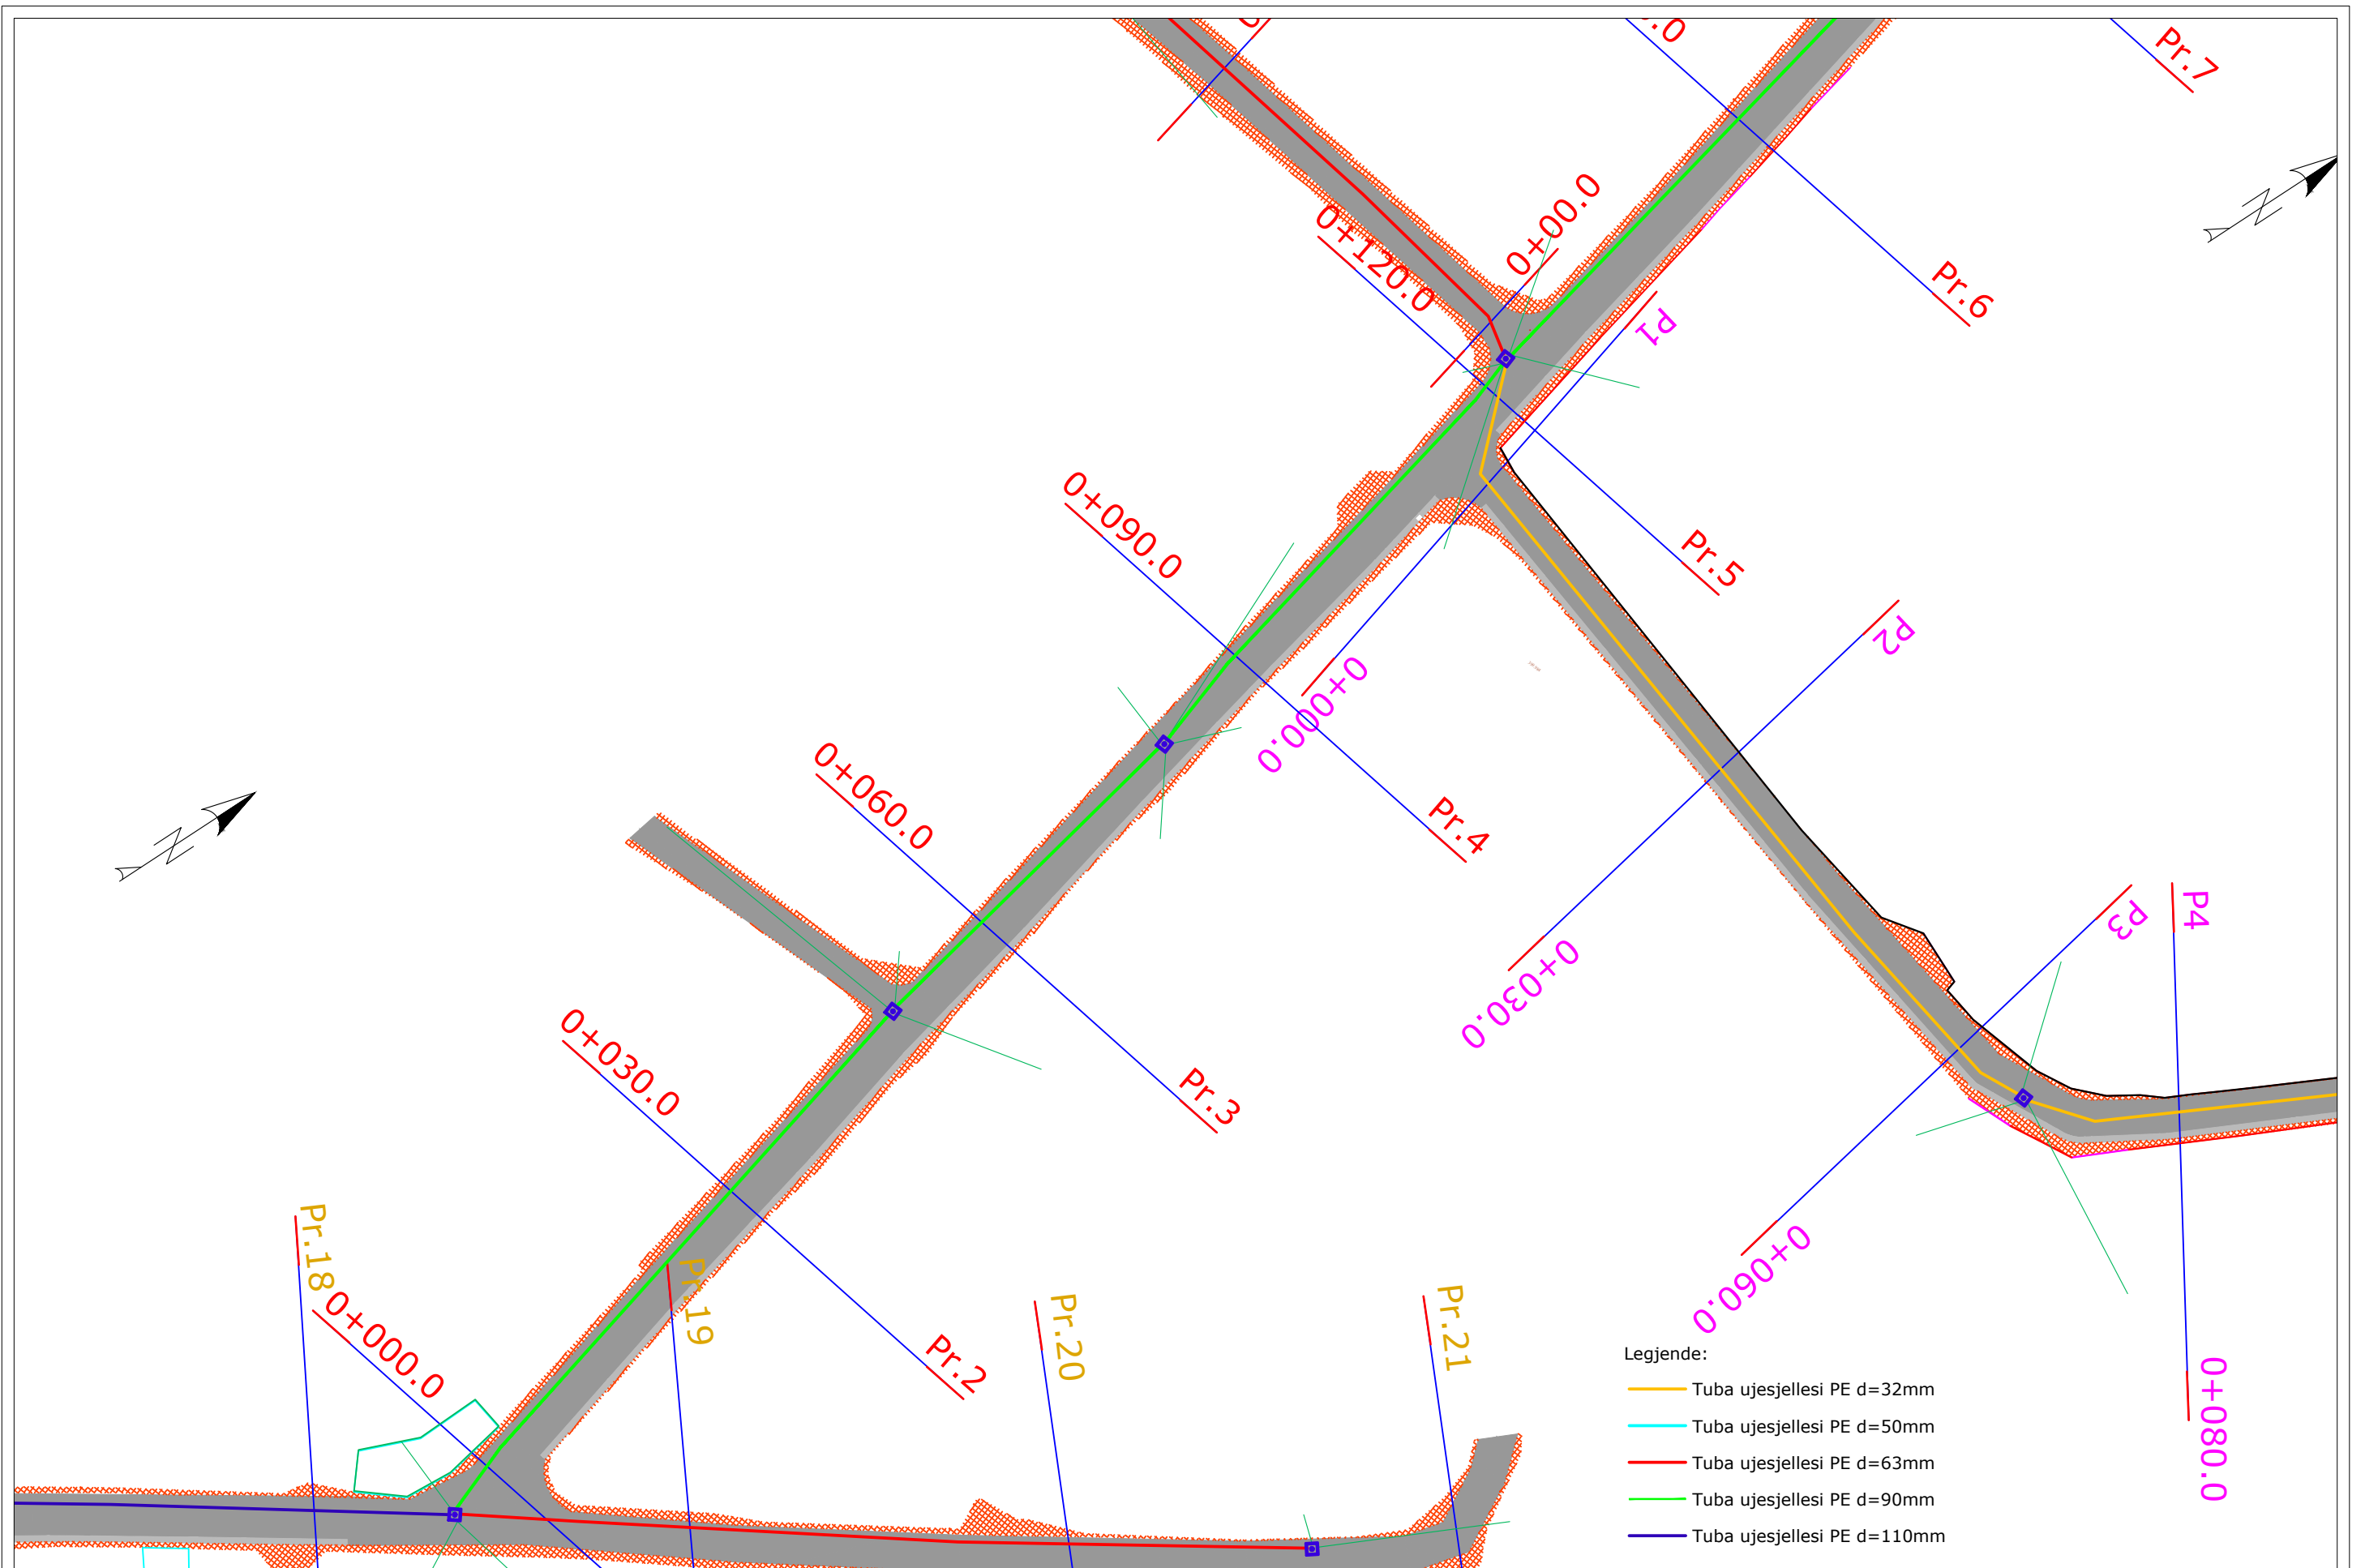 Pr.7
0+00.0
0+120.0
P1
Pr.6
0+090.0
Pr.5
P2
0+000.0
0+060.0
Pr.4
P3
P4
0+030.0
0+030.0
Pr.3
Pr.18
0+060.0
Pr.19
0+000.0
Pr.20
Pr.21
Pr.2
0+080.0
Legjende:
Tuba ujesjellesi PE d=32mm
Tuba ujesjellesi PE d=50mm
Tuba ujesjellesi PE d=63mm
Tuba ujesjellesi PE d=90mm
Tuba ujesjellesi PE d=110mm